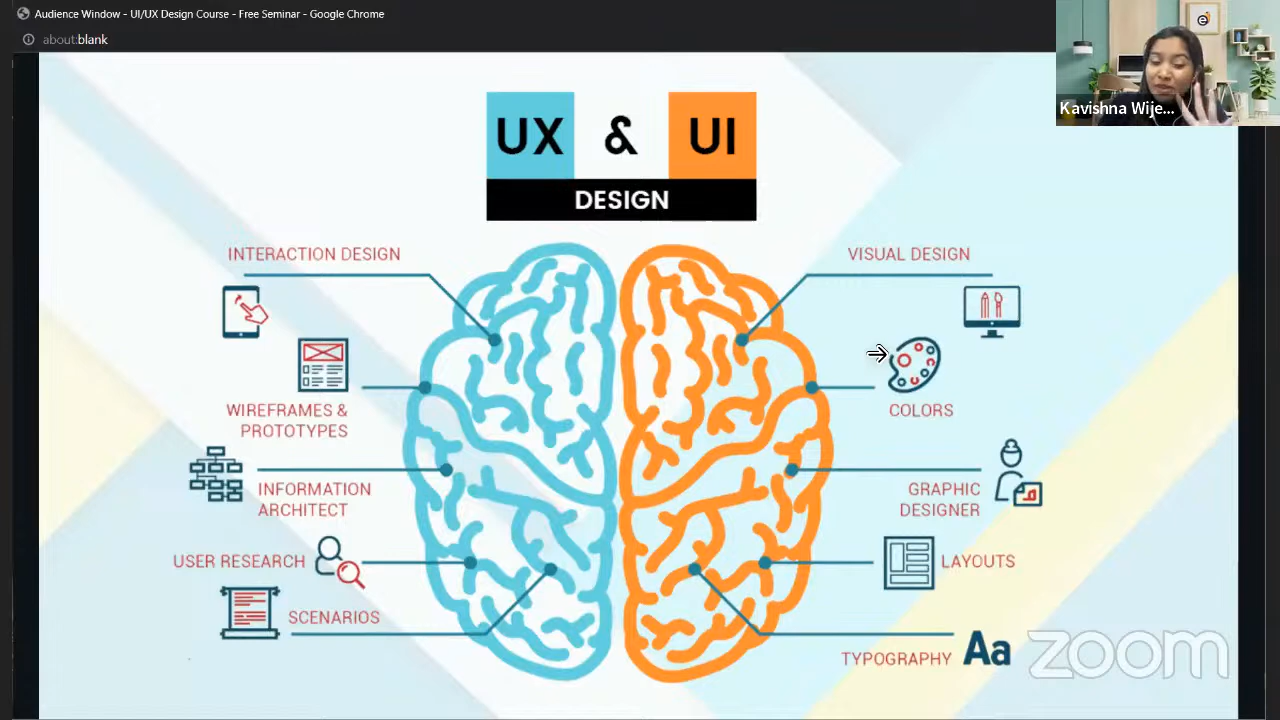 Audience Window - UI/UX Design Course - Free Seminar - Google Chrome
about:blank
e
Kavishna Wije...
UX & UI
DESIGN
INTERACTION DESIGN
WIREFRAMES &
PROTOTYPES
INFORMATION
ARCHITECT
USER RESEARCH
SCENARIOS
VISUAL DESIGN
COLORS
GRAPHIC
DESIGNER
LAYOUTS
TYPOGRAPHY Aa
zoom